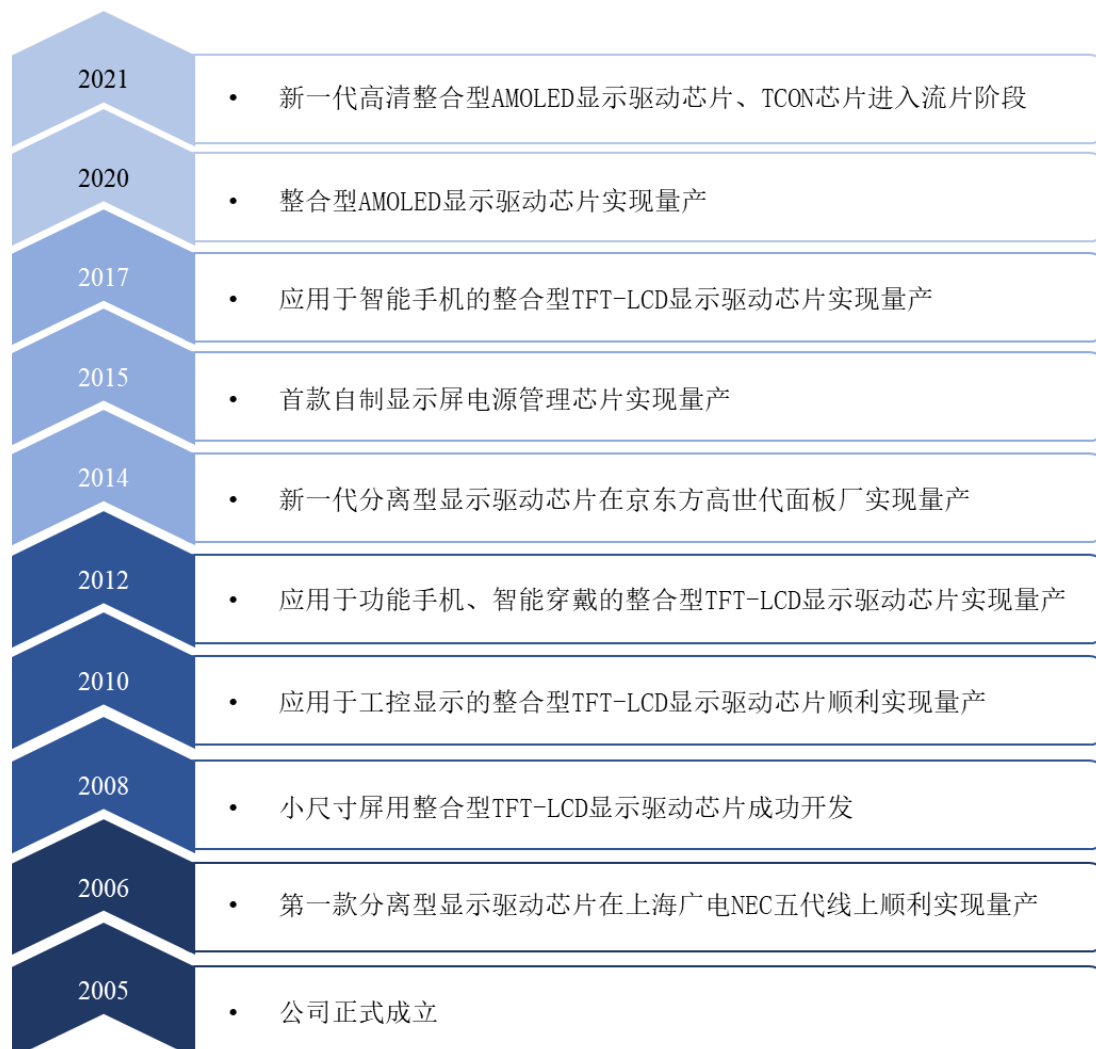 2021
• 新一代高清整合型AMOLED显示驱动芯片、TCON芯片进入流片阶段
2020
• 整合型AMOLED显示驱动芯片实现量产
2017
• 应用于智能手机的整合型TFT-LCD显示驱动芯片实现量产
2015
• 首款自制显示屏电源管理芯片实现量产
2014
• 新一代分离型显示驱动芯片在京东方高世代面板厂实现量产
2012
• 应用于功能手机、智能穿戴的整合型TFT-LCD显示驱动芯片实现量产
2010
• 应用于工控显示的整合型TFT-LCD显示驱动芯片顺利实现量产
2008
• 小尺寸屏用整合型TFT-LCD显示驱动芯片成功开发
2006
• 第一款分离型显示驱动芯片在上海广电NEC五代线上顺利实现量产
2005
• 公司正式成立